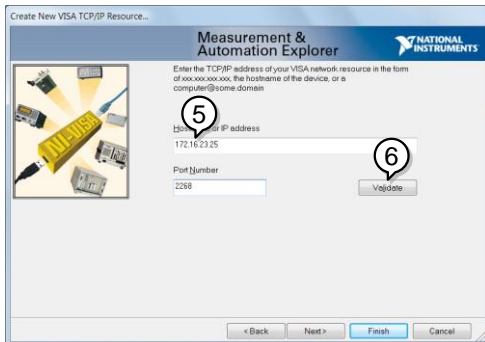 Create New VISA TCP/IP Resource...
Measurement &
Automation Explorer
NATIONAL
INSTRUMENTS
Enter the TCP/IP address of your VISA network resource in the form
of xxx.xxx.xxx.xxx, the hostname of the device, or a
computer@some.domain
5
or IP address
172.16.23.25
6
Port Number
2268
Validate
NI-VISA
< Back
Next >
Finish
Cancel